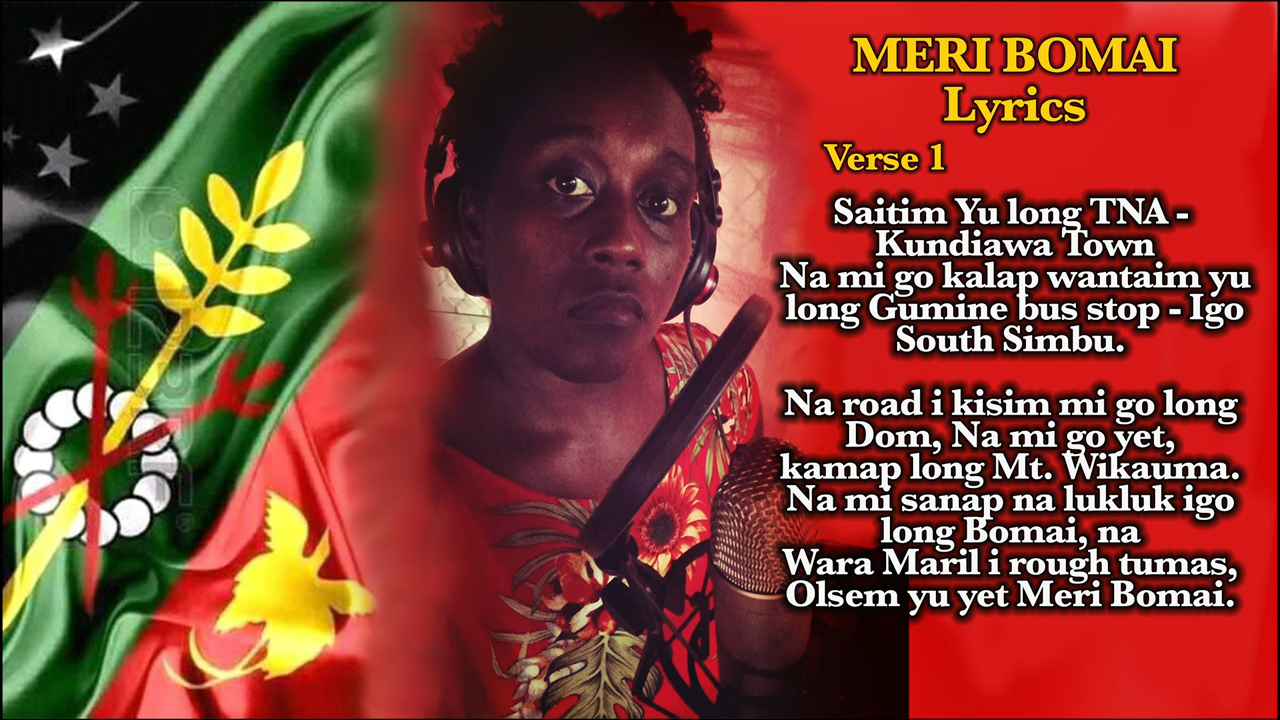 MERI BOMAI
Lyrics
Verse 1
Saitim Yu long TNA -
Kundiawa Town
Na mi go kalap wantaim yu
long Gumine bus stop - Igo
South Simbu.
Na road i kisim mi go long
Dom, Na mi go yet,
kamap long Mt. Wikauma.
Na mi sanap na lukluk igo
long Bomai, na
Wara Maril i rough tumas,
Olsem yu yet Meri Bomai.